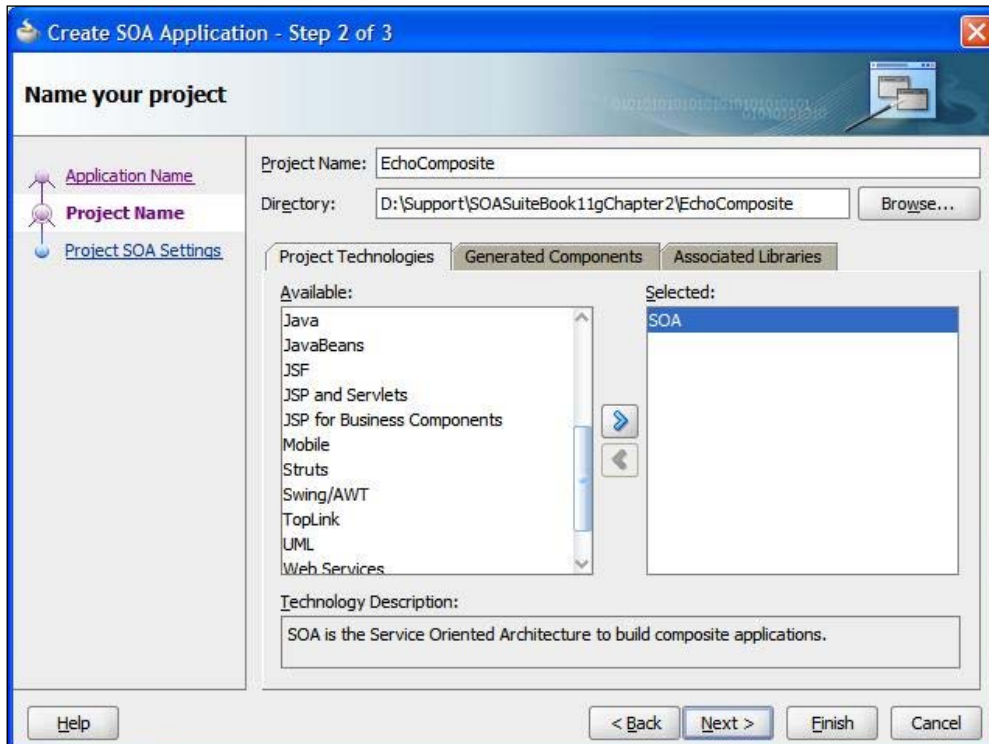 Create SOA Application - Step 2 of 3
Name your project
Application Name
Project Name
Project SOA Settings
Project Name: EchoComposite
Directory: D:\Support\SOASuiteBook11gChapter2\EchoComposite Browse...
Project Technologies Generated Components Associated Libraries
Available:
Java
JavaBeans
JSF
JSP and Servlets
JSP for Business Components
Mobile
Struts
Swing/AWT
TopLink
UML
Web Services
Selected:
SOA
Technology Description:
SOA is the Service Oriented Architecture to build composite applications.
Help < Back Next > Finish Cancel